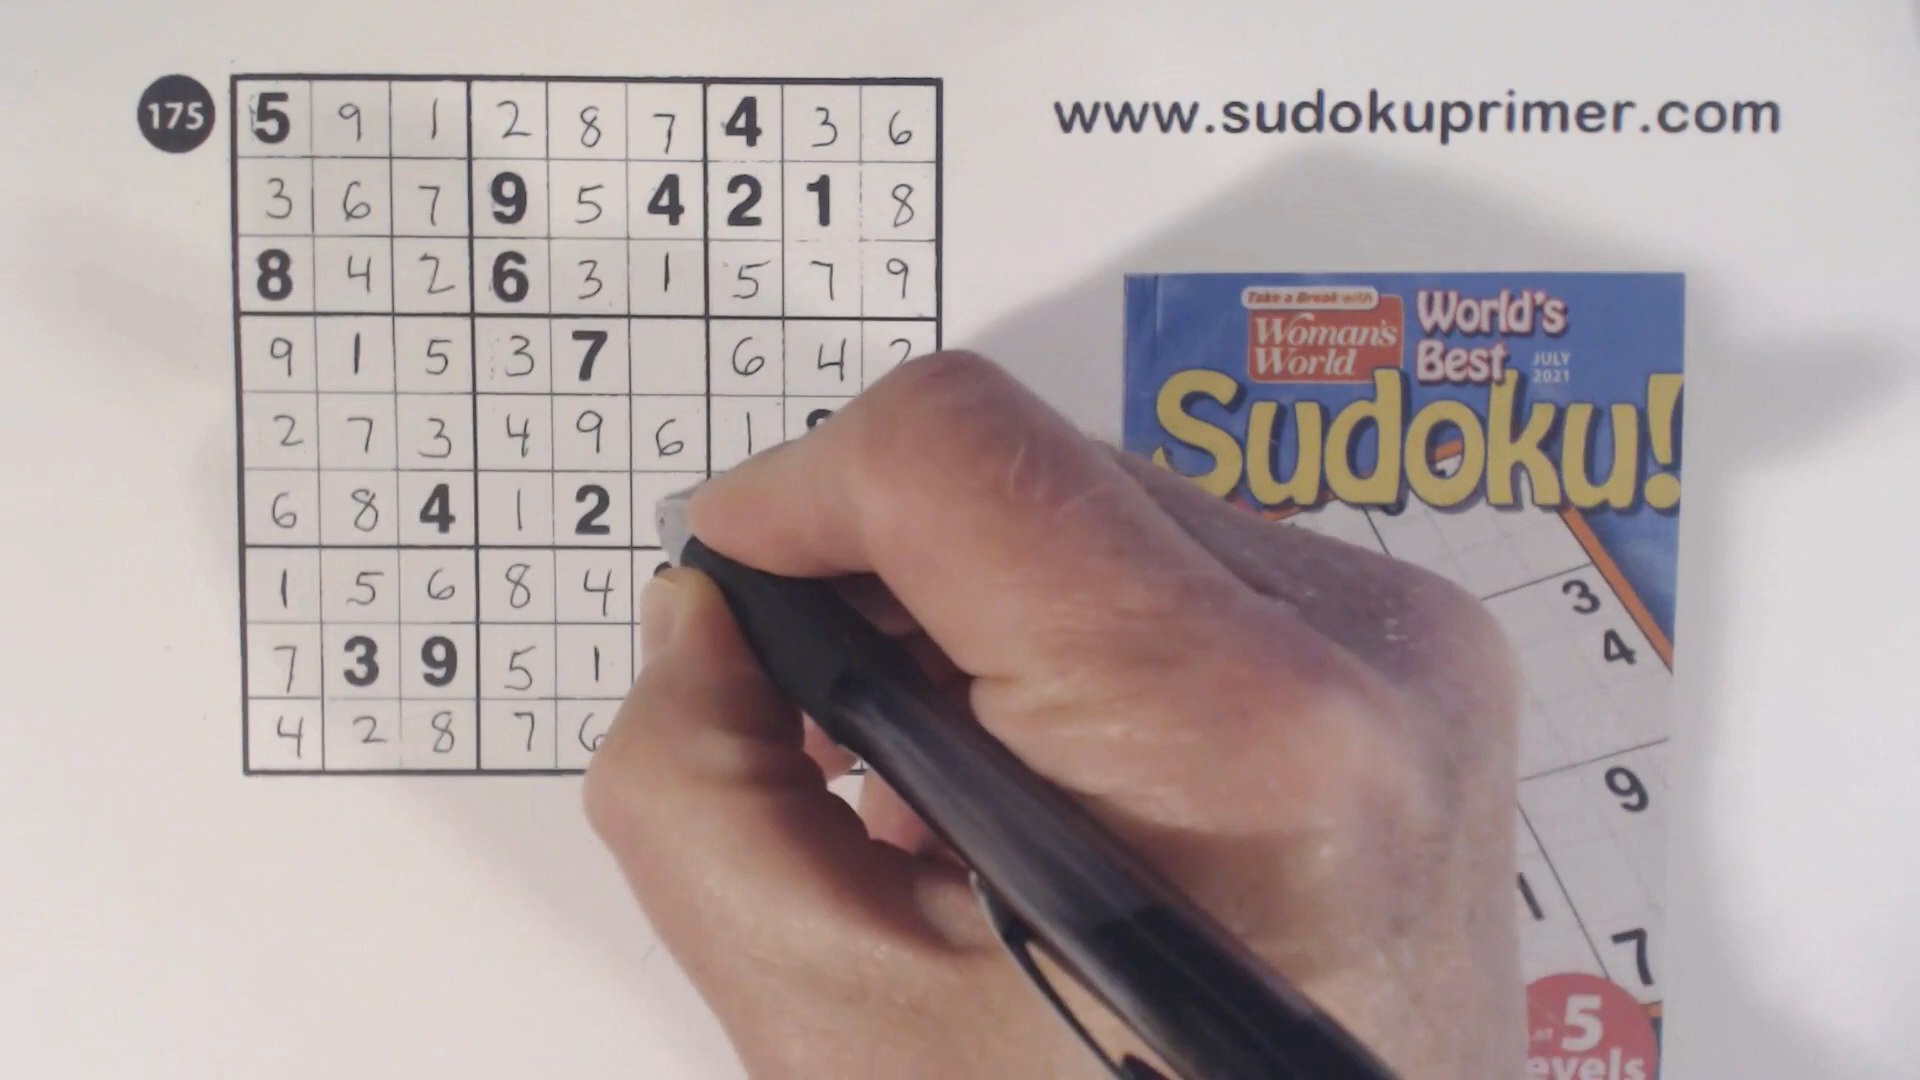 175
www.sudokuprimer.com
5 9 1 2 8 7 4 3 6
3 6 7 9 5 4 2 1 8
8 4 2 6 3 1 5 7 9
9 1 5 3 7 6 4 2
2 7 3 4 9 6 1
6 8 4 1 2
1 5 6 8 4
7 3 9 5 1
4 2 8 7 6
Take a Break with
Woman's
World
World's
Best
JULY
2021
Sudoku!
3
4
9
1
7
5